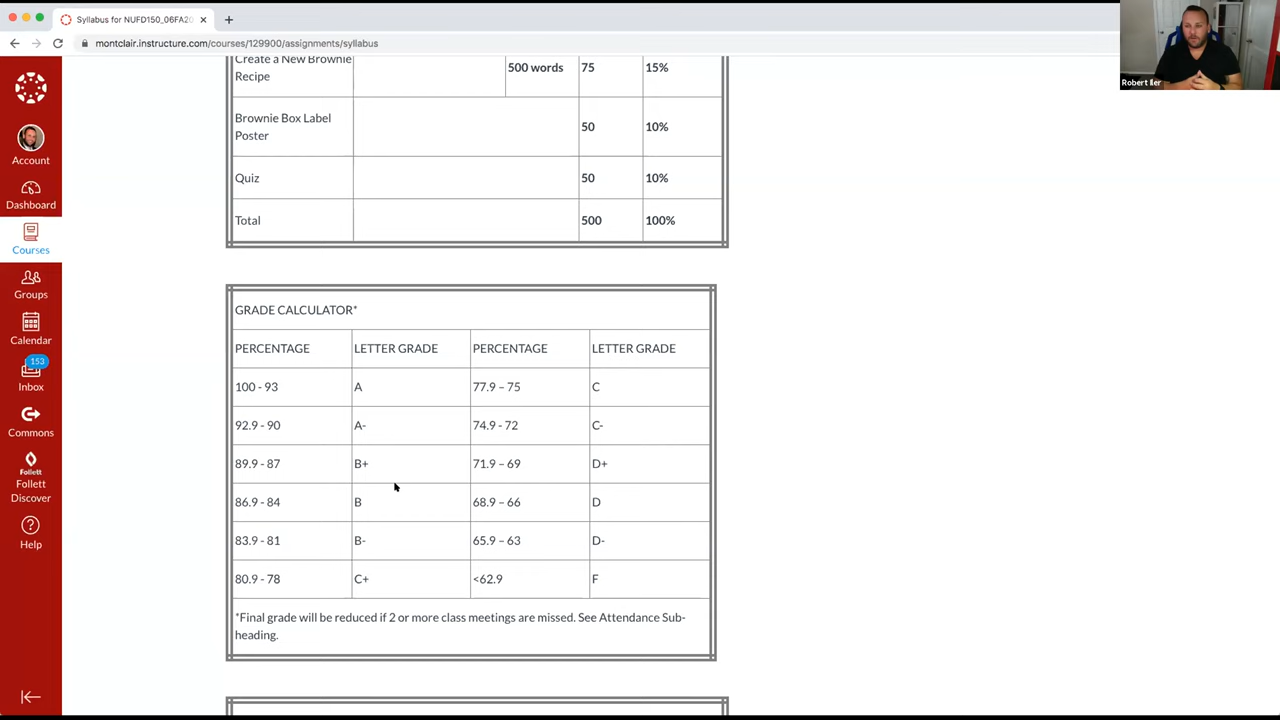 Syllabus for NUFD150_06FA20
montclair.instructure.com/courses/129900/assignments/syllabus
Robert
Account
Dashboard
Courses
Groups
Calendar
153
Inbox
Commons
Follett
Follett
Discover
Help
Create a New Brownie
Recipe
500 words
75
15%
Brownie Box Label
Poster
50
10%
Quiz
50
10%
Total
500
100%
GRADE CALCULATOR*
PERCENTAGE
LETTER GRADE
PERCENTAGE
LETTER GRADE
100 - 93
A
77.9 – 75
C
92.9 - 90
A-
74.9 - 72
C-
89.9 - 87
B+
71.9 – 69
D+
86.9 - 84
B
68.9 – 66
D
83.9 - 81
B-
65.9 – 63
D-
80.9 - 78
C+
<62.9
F
*Final grade will be reduced if 2 or more class meetings are missed. See Attendance Sub-
heading.